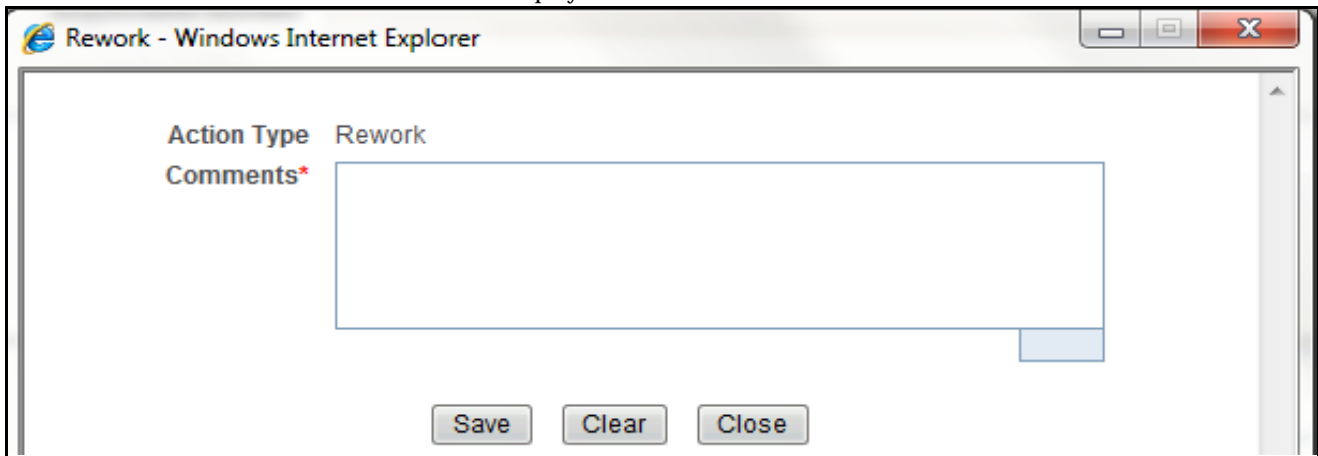 Rework - Windows Internet Explorer
Action Type Rework
Comments*
Save Clear Close